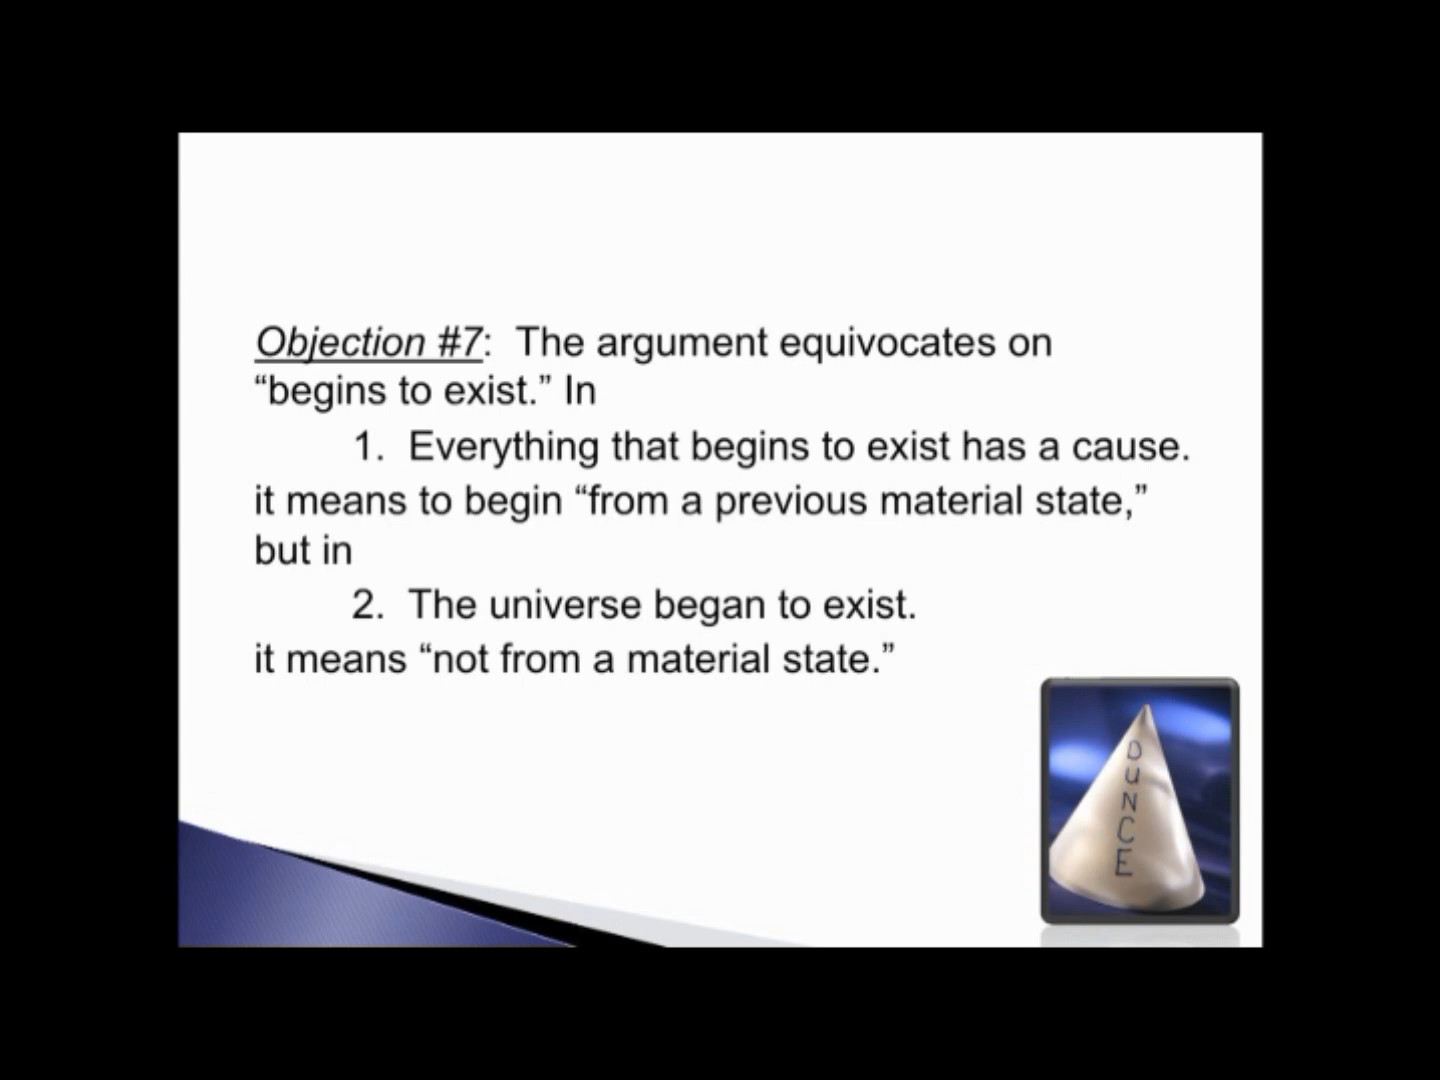 Objection #7: The argument equivocates on
“begins to exist.” In
1. Everything that begins to exist has a cause.
it means to begin “from a previous material state,”
but in
2. The universe began to exist.
it means “not from a material state.”
DUNCE